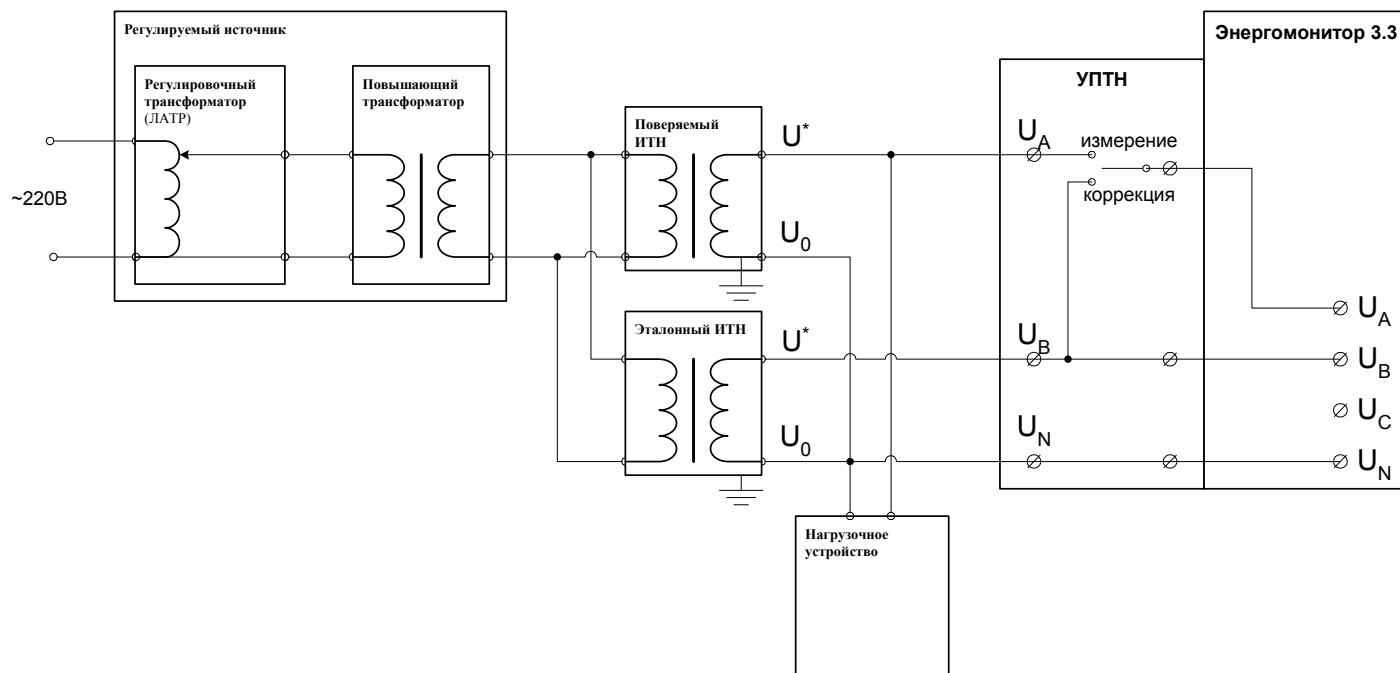 Регулируемый источник
Энергомонитор 3.3
Регулировочный
трансформатор
(ЛАТР)
Повышающий
трансформатор
УПТН
Поверяемый
ИТН
U*
U_A
измерение
коррекция
~220В
U_0
Эталонный ИТН
U*
U_B
U_A
U_B
U_0
U_N
U_C
U_N
Нагрузочное
устройство